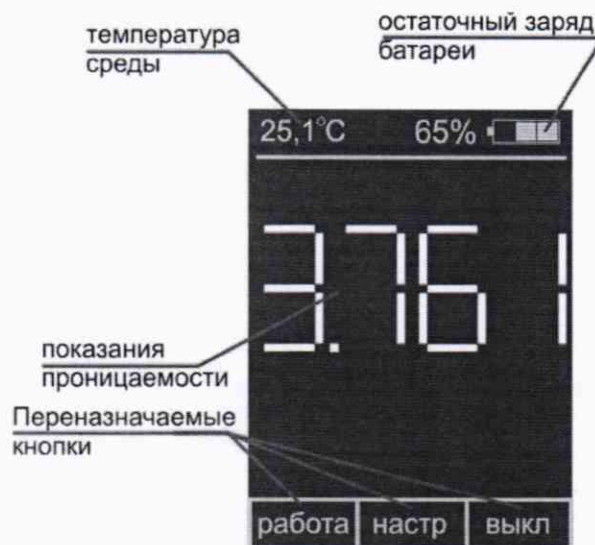 температура
среды
остаточный заряд
батареи
25,1°C 65%
3.761
показания
проницаемости
Переназначаемые
кнопки
работа настр выкл